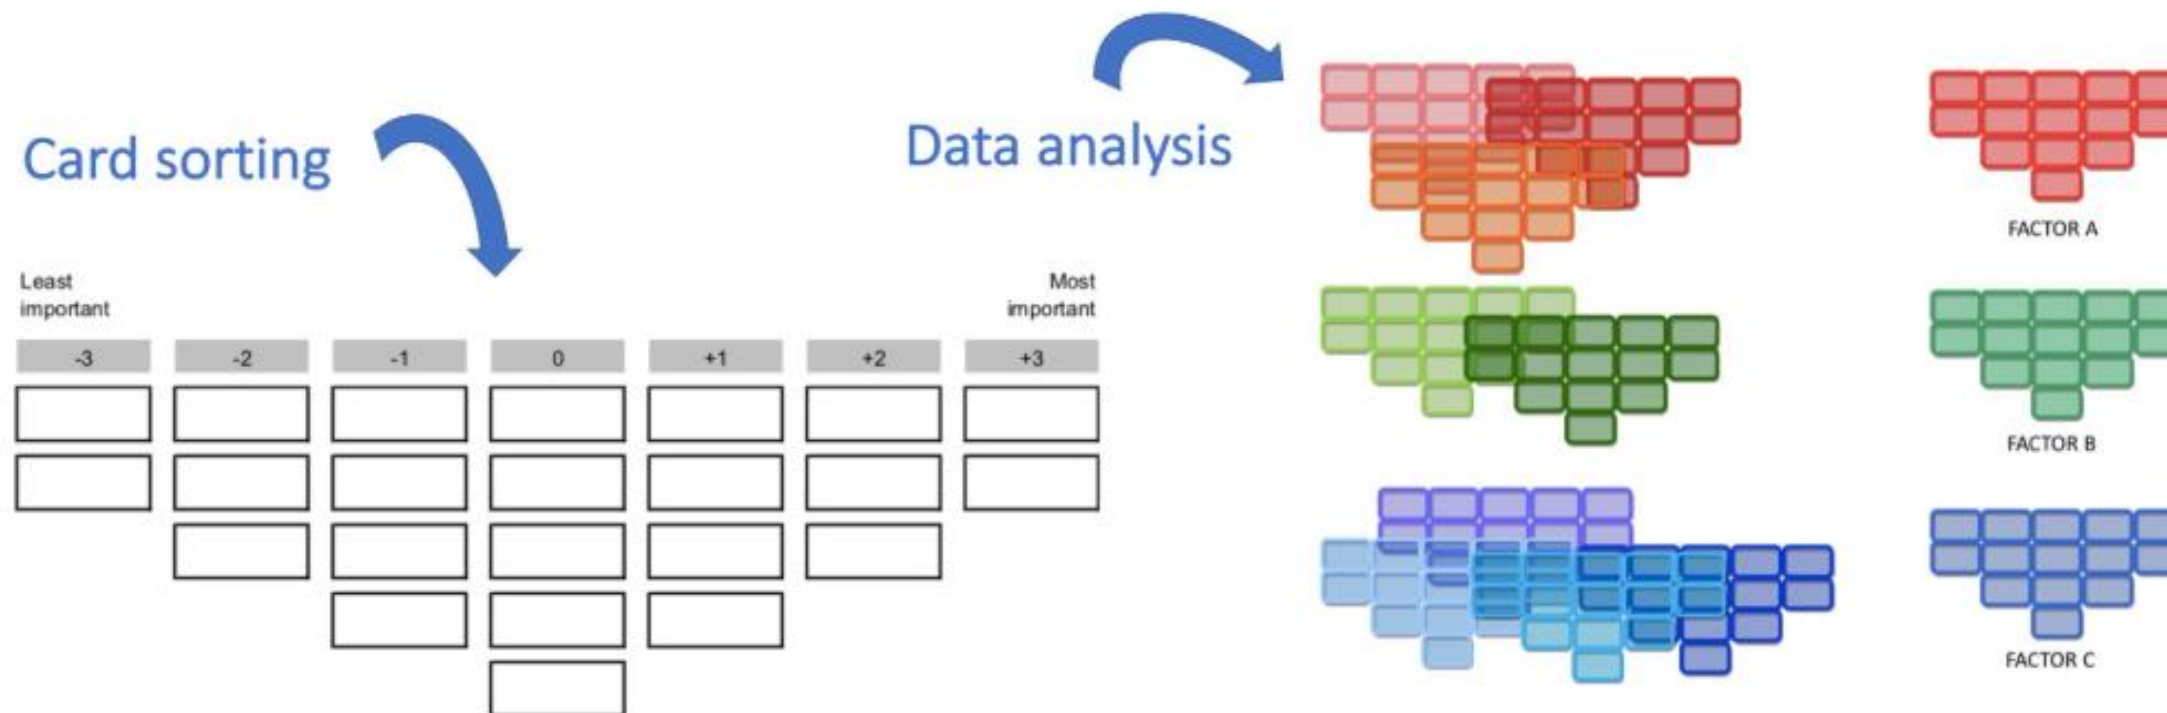 Card sorting
Data analysis
Least
important
Most
important
-3 -2 -1 0 +1 +2 +3
FACTOR A
FACTOR B
FACTOR C